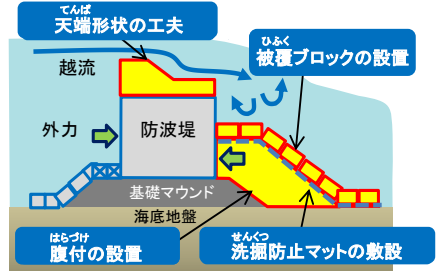 てんぱ
天端形状の工夫
ひふく
被覆ブロックの設置
越流
外力
防波堤
基礎マウンド
海底地盤
はらづけ
腹付の設置
せんくつ
洗掘防止マットの敷設